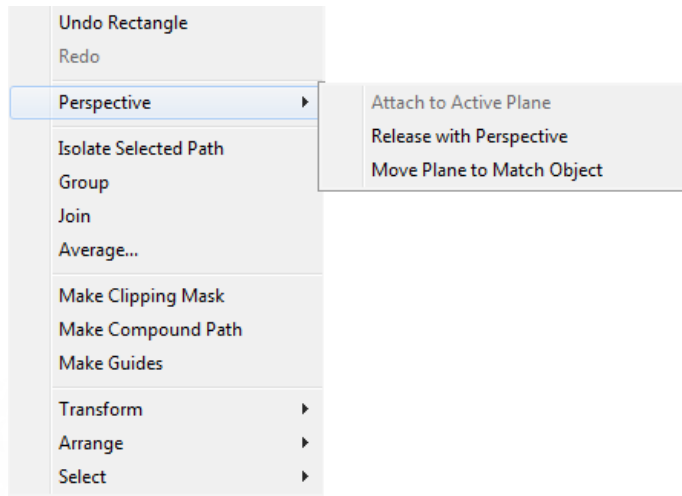 Undo Rectangle
Redo
Perspective
Attach to Active Plane
Release with Perspective
Move Plane to Match Object
Isolate Selected Path
Group
Join
Average...
Make Clipping Mask
Make Compound Path
Make Guides
Transform
Arrange
Select